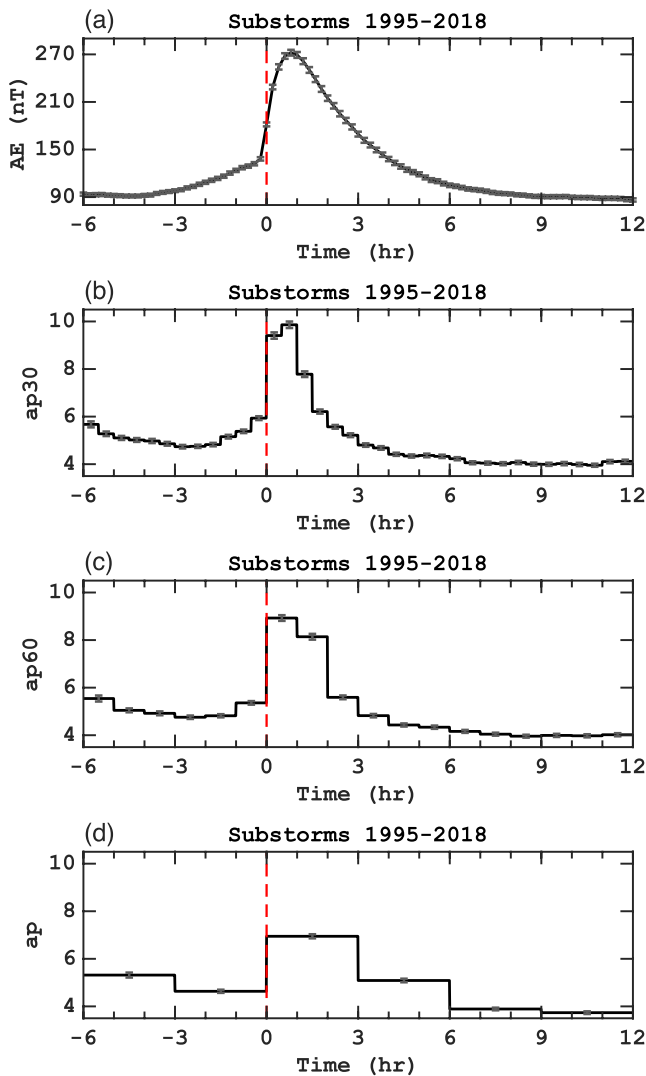 (a) Substorms 1995-2018
AE (nT)
270
210
150
90
-6 -3 0 3 6 9 12
Time (hr)
(b) Substorms 1995-2018
ap30
10
8
6
4
-6 -3 0 3 6 9 12
Time (hr)
(c) Substorms 1995-2018
ap60
10
8
6
4
-6 -3 0 3 6 9 12
Time (hr)
(d) Substorms 1995-2018
ap
10
8
6
4
-6 -3 0 3 6 9 12
Time (hr)